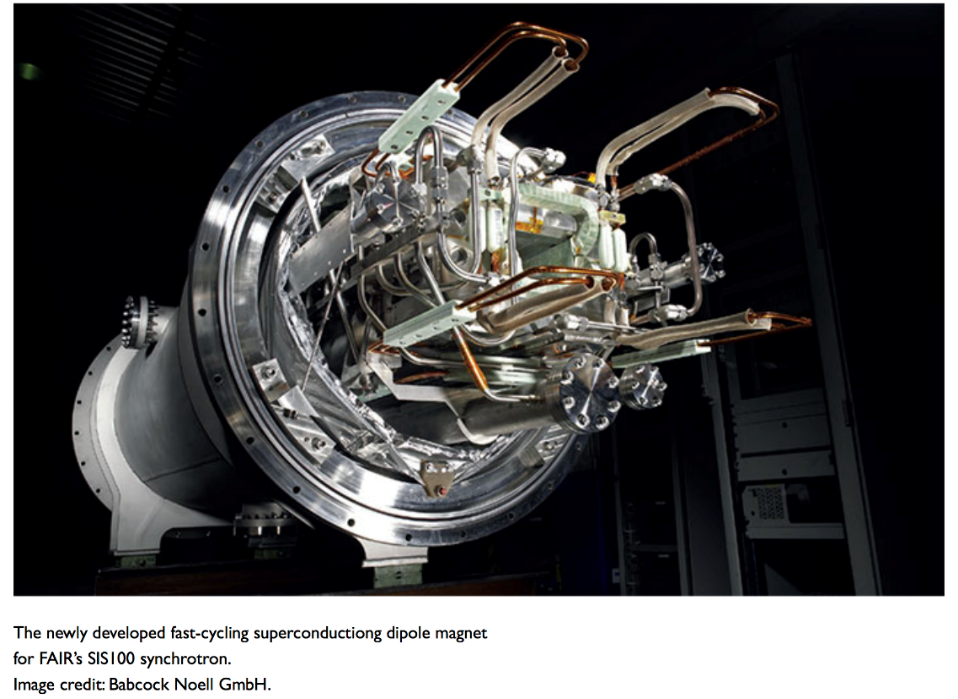 The newly developed fast-cycling superconductiong dipole magnet
for FAIR's SIS100 synchrotron.
Image credit: Babcock Noell GmbH.